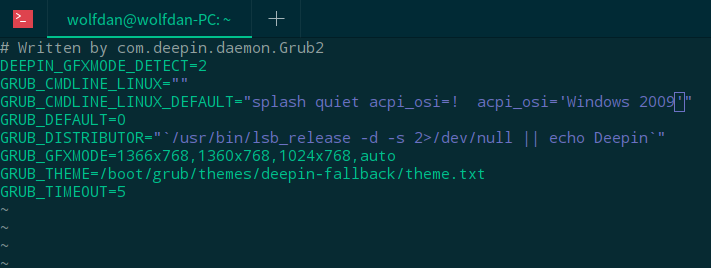 >_ wolfdan@wolfdan-PC: ~ +
# Written by com.deepin.daemon.Grub2
DEEPIN_GFXMODE_DETECT=2
GRUB_CMDLINE_LINUX=""
GRUB_CMDLINE_LINUX_DEFAULT="splash quiet acpi_osi=!  acpi_osi='Windows 2009'"
GRUB_DEFAULT=0
GRUB_DISTRIBUTOR="`/usr/bin/lsb_release -d -s 2>/dev/null || echo Deepin`"
GRUB_GFXMODE=1366x768,1360x768,1024x768,auto
GRUB_THEME=/boot/grub/themes/deepin-fallback/theme.txt
GRUB_TIMEOUT=5
~
~
~
~